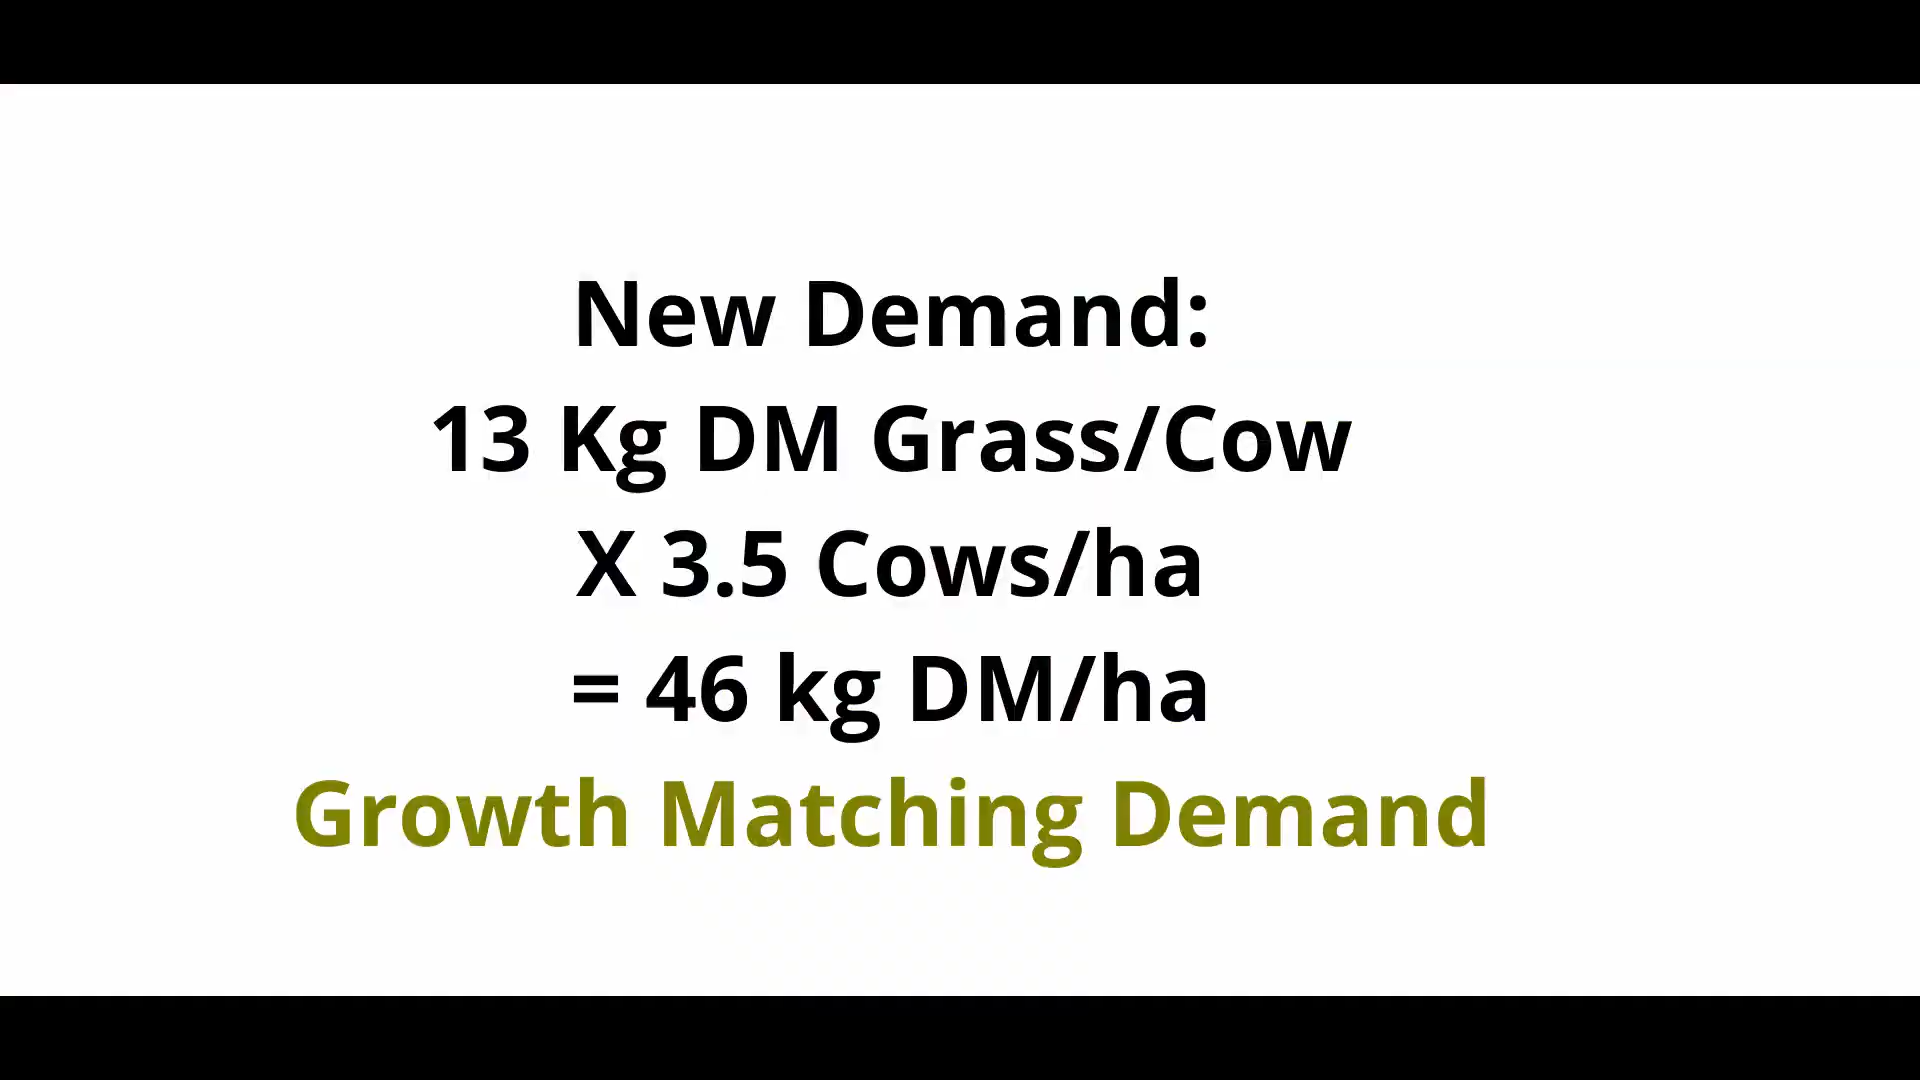 New Demand:
13 Kg DM Grass/Cow
X 3.5 Cows/ha
= 46 kg DM/ha
Growth Matching Demand